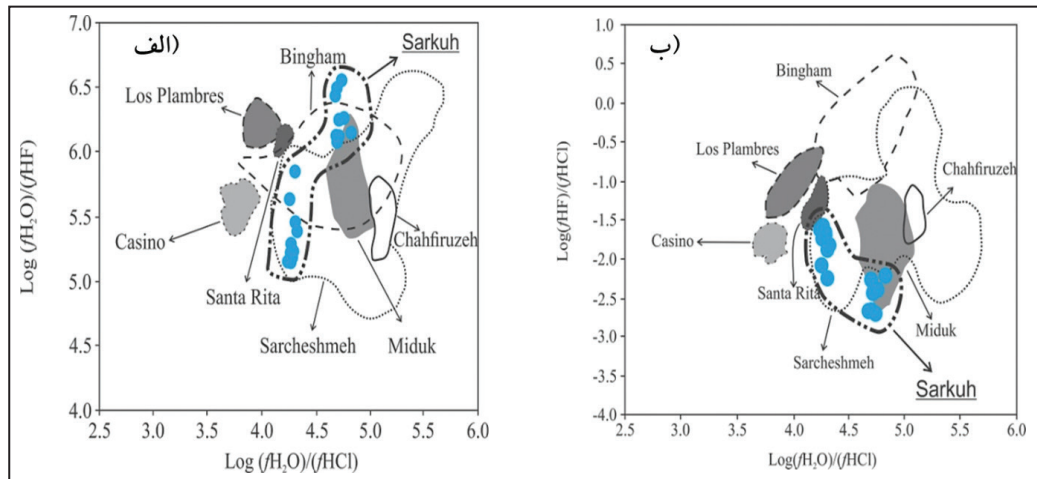 الف)
7.0
6.5
6.0
5.5
5.0
4.5
4.0
2.5
3.0
3.5
4.0
4.5
5.0
5.5
6.0
Log (fH₂O)/(fHF)
Log (fH₂O)/(fHCl)
Sarkuh
Bingham
Los Plambres
Casino
Santa Rita
Sarcheshmeh
Miduk
Chahfiruzeh
ب)
1.0
0.5
0.0
-0.5
-1.0
-1.5
-2.0
-2.5
-3.0
-3.5
-4.0
2.5
3.0
3.5
4.0
4.5
5.0
5.5
6.0
Log(fHF)/(fHCl)
Log(fH₂O)/(fHCl)
Bingham
Los Plambres
Chahfiruzeh
Casino
Santa Rita
Miduk
Sarcheshmeh
Sarkuh